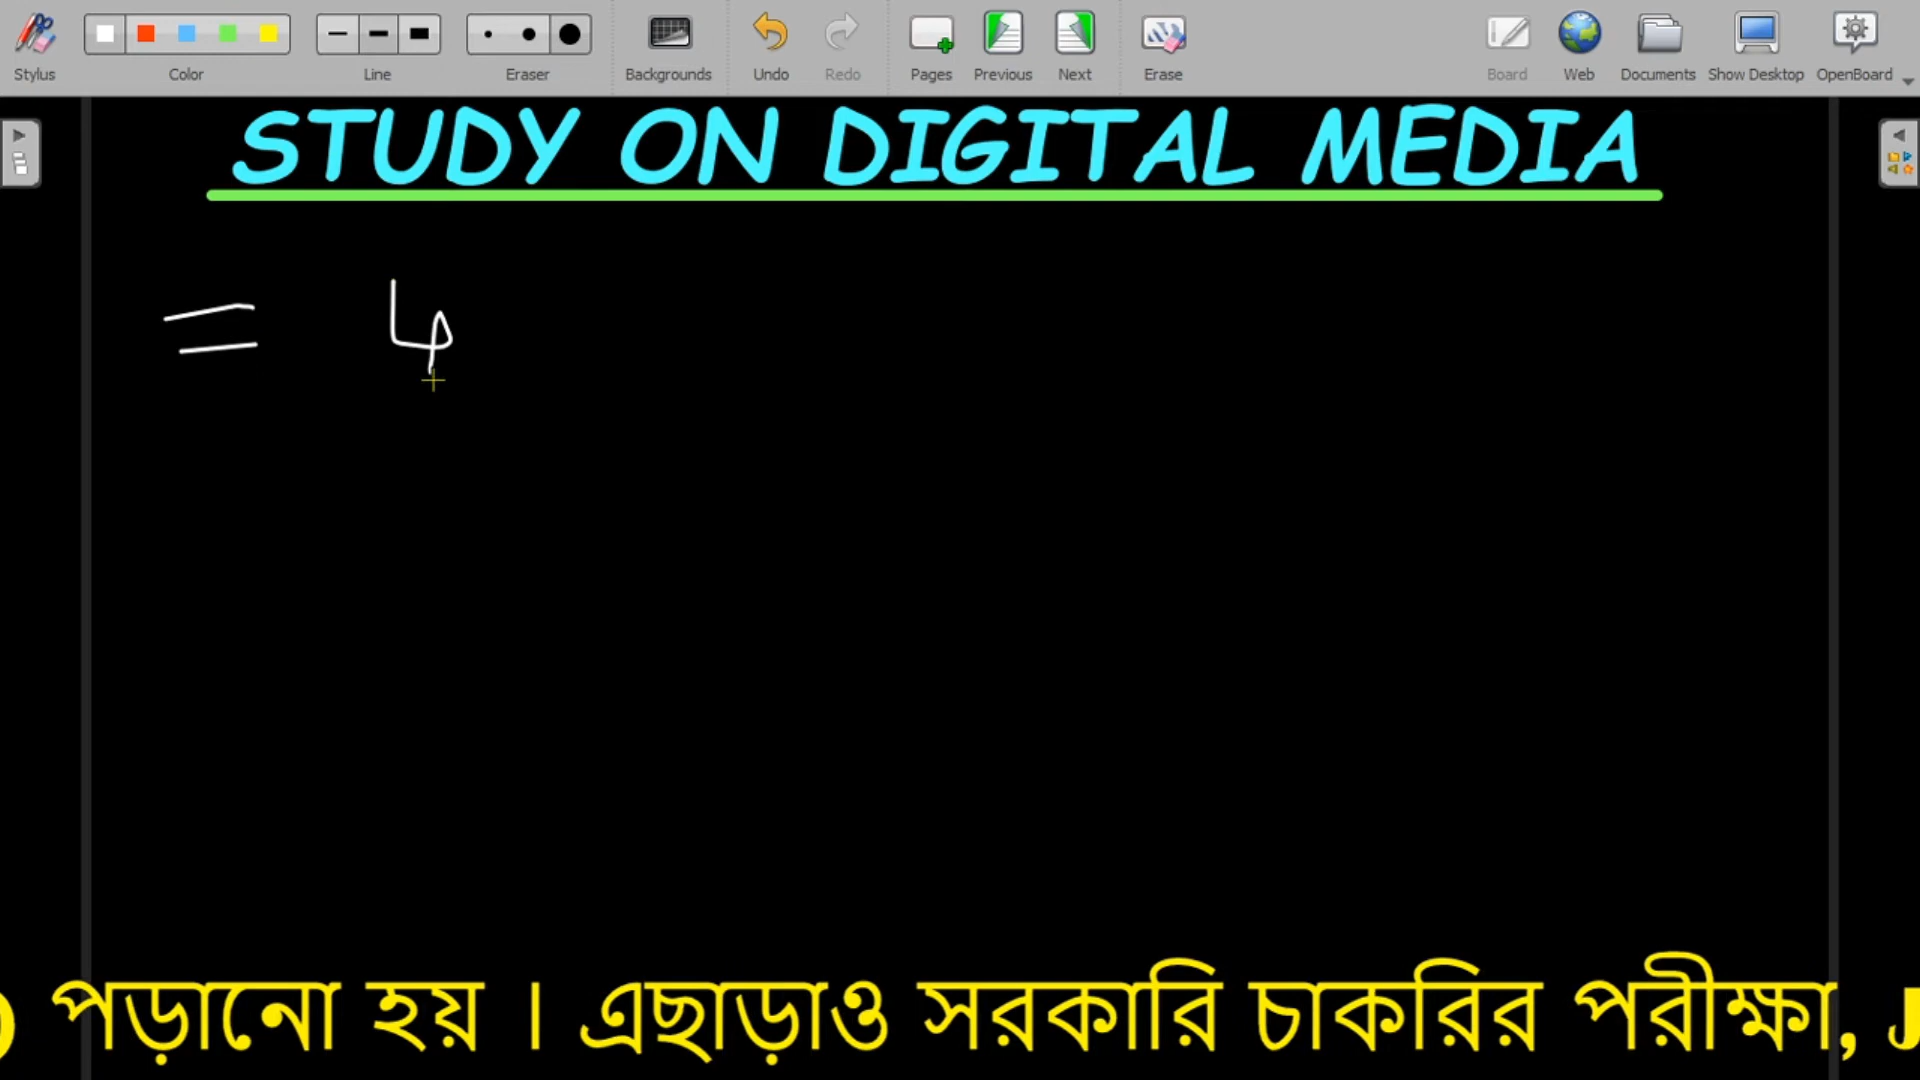 Stylus Color Line Eraser Backgrounds Undo Redo Pages Previous Next Erase Board Web Documents Show Desktop OpenBoard
STUDY ON DIGITAL MEDIA
= 4
) পড়ানো হয় । এছাড়াও সরকারি চাকরির পরীক্ষা, J